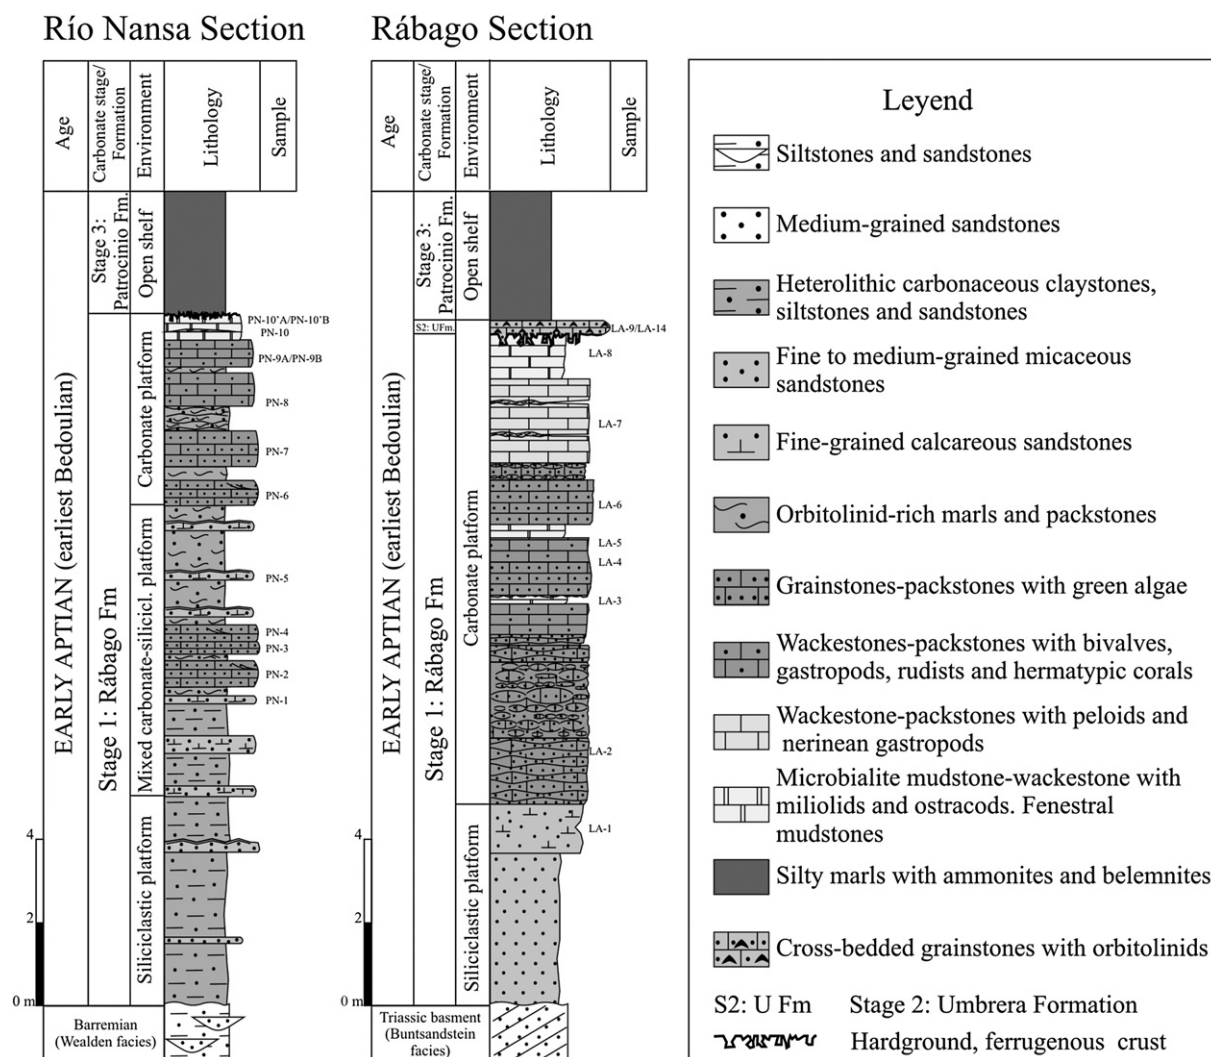 Río Nansa Section
Age
Carbonate stage/
Formation
Environment
Lithology
Sample
EARLY APTIAN (earliest Bedoulian)
Stage 3:
Patrocinio Fm.
Stage 1: Rábago Fm
Open shelf
Carbonate platform
Mixed carbonate-silicicl. platform
Siliciclastic platform
PN-10˚A/PN-10˚B
PN-10
PN-9A/PN-9B
PN-8
PN-7
PN-6
PN-5
PN-4
PN-3
PN-2
PN-1
4
2
0 m
Barremian
(Wealden facies)
Rábago Section
Age
Carbonate stage/
Formation
Environment
Lithology
Sample
EARLY APTIAN (earliest Bedoulian)
Stage 3:
Patrocinio Fm.
S2: UFm.
Stage 1: Rábago Fm
Open shelf
Carbonate platform
Siliciclastic platform
LA-9/LA-14
LA-8
LA-7
LA-6
LA-5
LA-4
LA-3
LA-2
LA-1
4
2
0 m
Triassic basment
(Buntsandstein
facies)
Leyend
Siltstones and sandstones
Medium-grained sandstones
Heterolithic carbonaceous claystones,
siltstones and sandstones
Fine to medium-grained micaceous
sandstones
Fine-grained calcareous sandstones
Orbitolinid-rich marls and packstones
Grainstones-packstones with green algae
Wackestones-packstones with bivalves,
gastropods, rudists and hermatypic corals
Wackestone-packstones with peloids and
nerinean gastropods
Microbialite mudstone-wackestone with
miliolids and ostracods. Fenestral
mudstones
Silty marls with ammonites and belemnites
Cross-bedded grainstones with orbitolinids
S2: U Fm Stage 2: Umbrera Formation
Hardground, ferrugenous crust